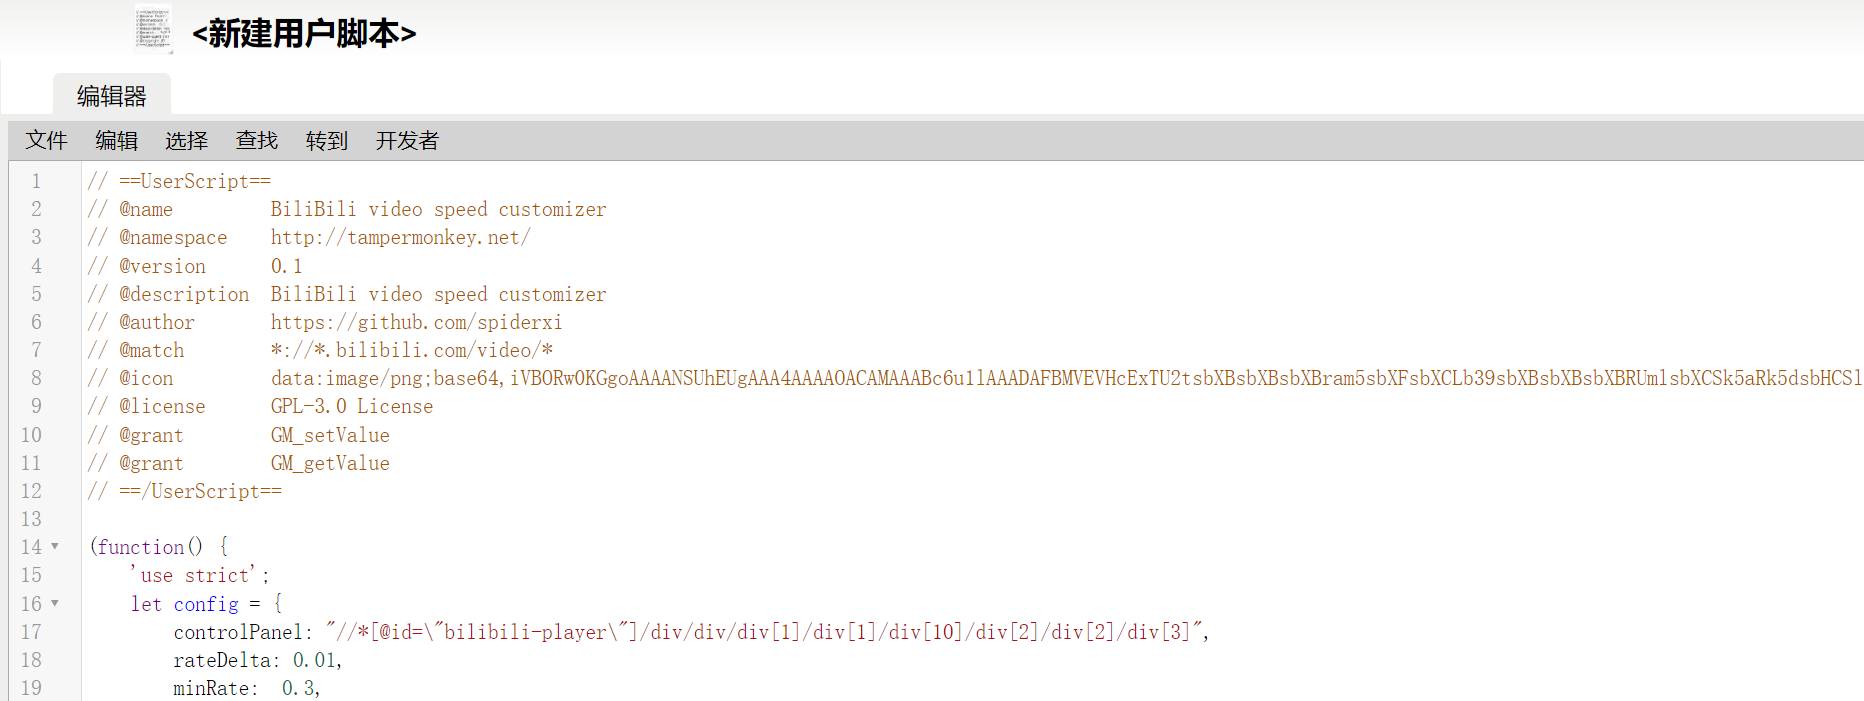 <新建用户脚本>
编辑器
文件 编辑 选择 查找 转到 开发者
1 // ==UserScript==
2 // @name BiliBili video speed customizer
3 // @namespace http://tampermonkey.net/
4 // @version 0.1
5 // @description BiliBili video speed customizer
6 // @author https://github.com/spiderxi
7 // @match *://*.bilibili.com/video/*
8 // @icon data:image/png;base64,iVBORw0KGgoAAAANSUhEUgAAA4AAAAOACAMAAABc6u1lAAADAFBMVEVHcExTU2tsbXBsbXBsbXBram5sbXFsbXCLb39sbXBsbXBsbXBRUmlsbXCSk5aRk5dsbHCSl
9 // @license GPL-3.0 License
10 // @grant GM_setValue
11 // @grant GM_getValue
12 // ==/UserScript==
13
14 (function() {
15 'use strict';
16 let config = {
17 controlPanel: "//*[@id=\"bilibili-player\"]/div/div/div[1]/div[1]/div[10]/div[2]/div[2]/div[3]",
18 rateDelta: 0.01,
19 minRate: 0.3,